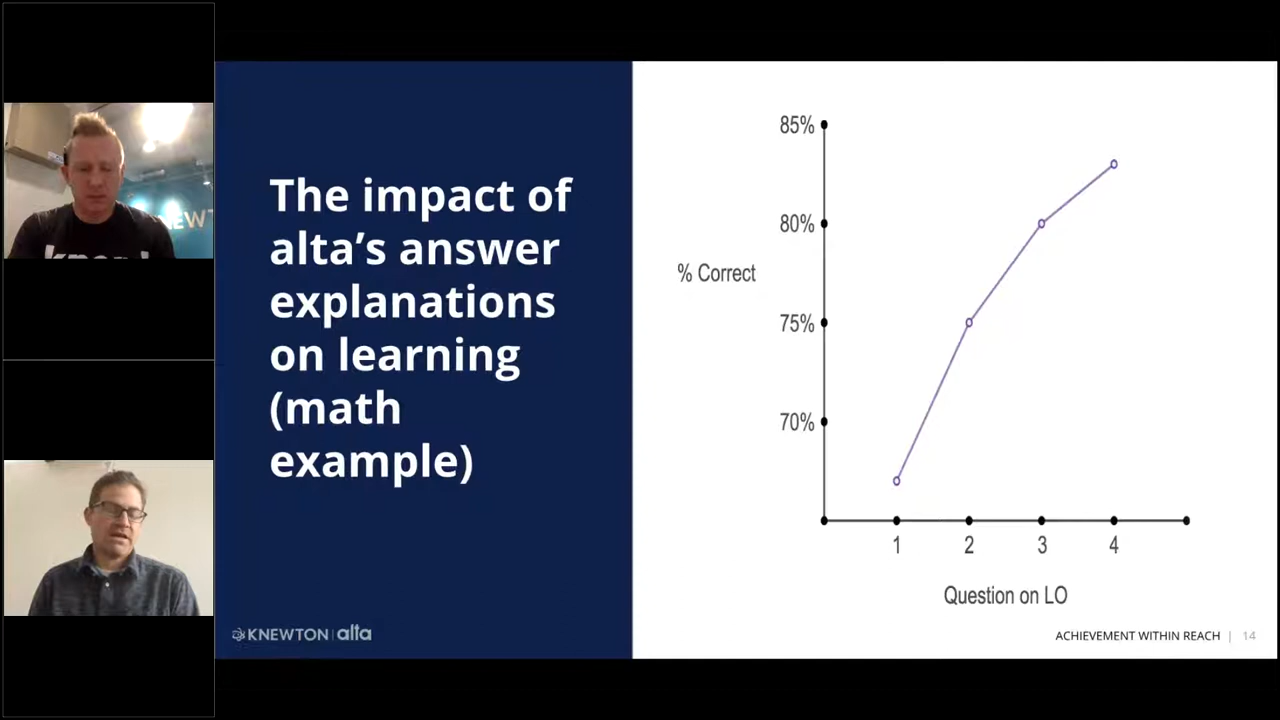 The impact of
alta’s answer
explanations
on learning
(math
example)
KNEWTON | alta
85%
80%
% Correct
75%
70%
1 2 3 4
Question on LO
ACHIEVEMENT WITHIN REACH | 14